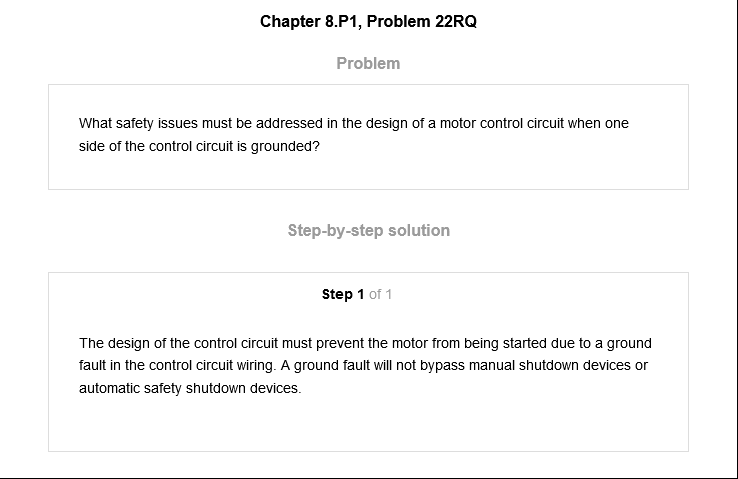 Chapter 8.P1, Problem 22RQ
Problem
What safety issues must be addressed in the design of a motor control circuit when one
side of the control circuit is grounded?
Step-by-step solution
Step 1 of 1
The design of the control circuit must prevent the motor from being started due to a ground
fault in the control circuit wiring. A ground fault will not bypass manual shutdown devices or
automatic safety shutdown devices.